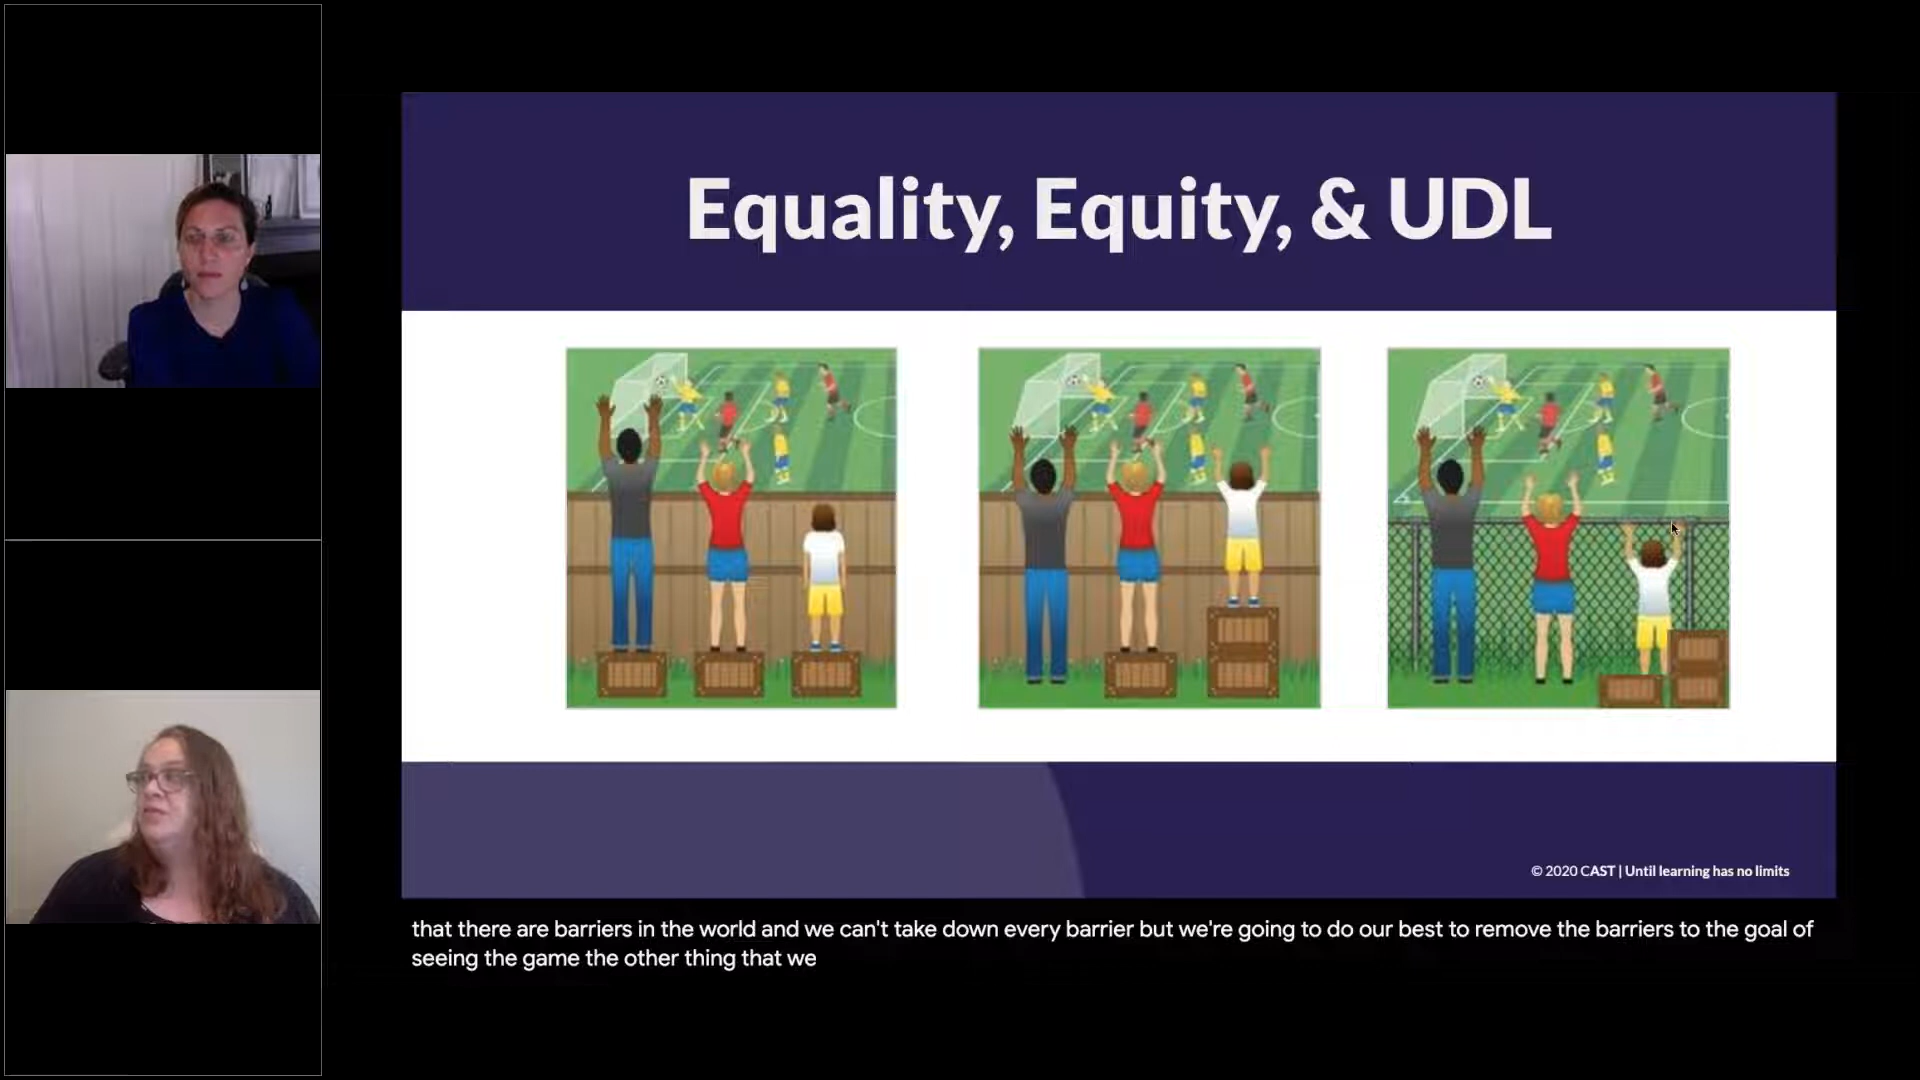 Equality, Equity, & UDL
© 2020 CAST | Until learning has no limits
that there are barriers in the world and we can't take down every barrier but we're going to do our best to remove the barriers to the goal of
seeing the game the other thing that we